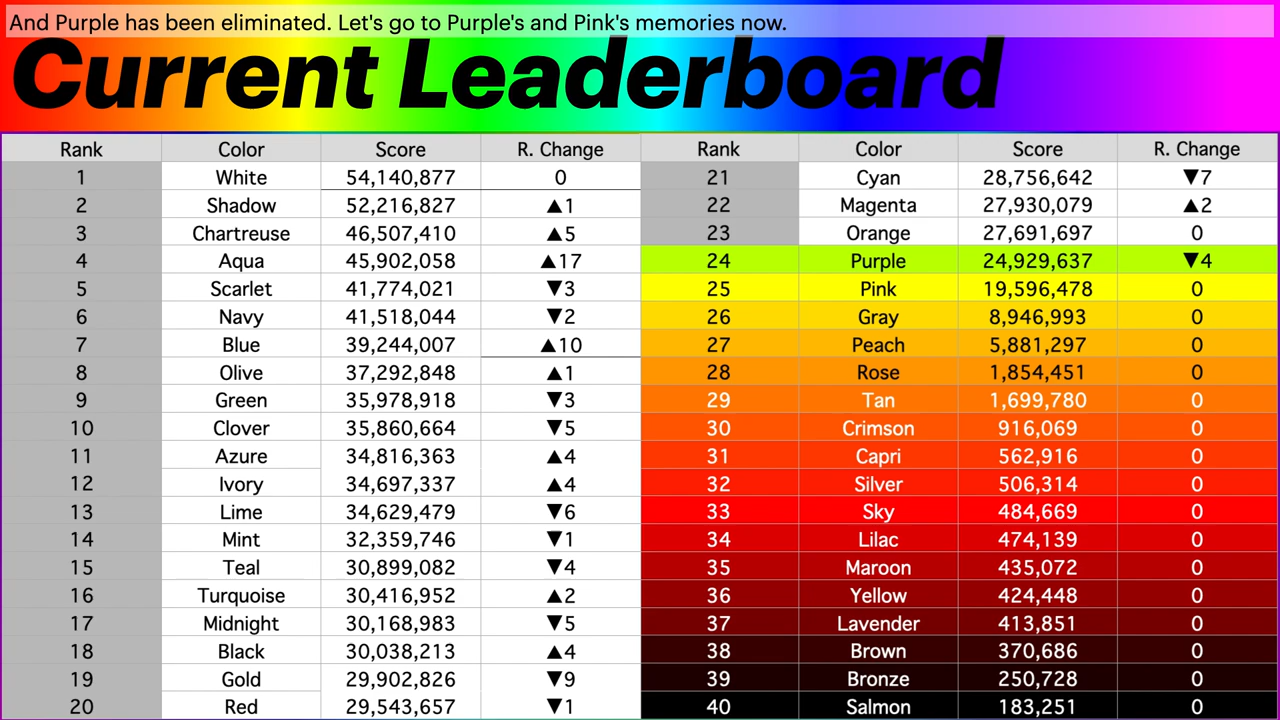 And Purple has been eliminated. Let's go to Purple's and Pink's memories now.
Current Leaderboard
Rank Color Score R. Change Rank Color Score R. Change
1 White 54,140,877 0 21 Cyan 28,756,642 ▼7
2 Shadow 52,216,827 ▲1 22 Magenta 27,930,079 ▲2
3 Chartreuse 46,507,410 ▲5 23 Orange 27,691,697 0
4 Aqua 45,902,058 ▲17 24 Purple 24,929,637 ▼4
5 Scarlet 41,774,021 ▼3 25 Pink 19,596,478 0
6 Navy 41,518,044 ▼2 26 Gray 8,946,993 0
7 Blue 39,244,007 ▲10 27 Peach 5,881,297 0
8 Olive 37,292,848 ▲1 28 Rose 1,854,451 0
9 Green 35,978,918 ▼3 29 Tan 1,699,780 0
10 Clover 35,860,664 ▼5 30 Crimson 916,069 0
11 Azure 34,816,363 ▲4 31 Capri 562,916 0
12 Ivory 34,697,337 ▲4 32 Silver 506,314 0
13 Lime 34,629,479 ▼6 33 Sky 484,669 0
14 Mint 32,359,746 ▼1 34 Lilac 474,139 0
15 Teal 30,899,082 ▼4 35 Maroon 435,072 0
16 Turquoise 30,416,952 ▲2 36 Yellow 424,448 0
17 Midnight 30,168,983 ▼5 37 Lavender 413,851 0
18 Black 30,038,213 ▲4 38 Brown 370,686 0
19 Gold 29,902,826 ▼9 39 Bronze 250,728 0
20 Red 29,543,657 ▼1 40 Salmon 183,251 0